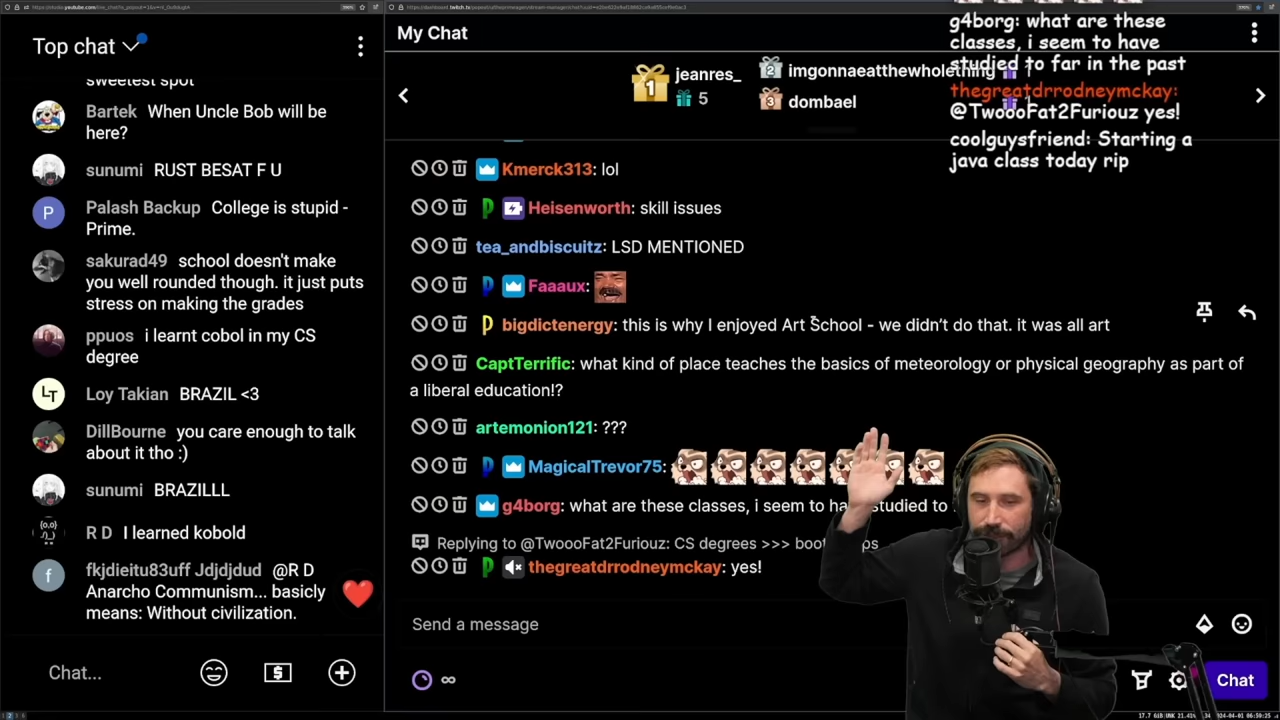 Top chat
sweetest spot
Bartek When Uncle Bob will be
here?
sunumi RUST BESAT F U
P
Palash Backup College is stupid -
Prime.
sakurad49 school doesn't make
you well rounded though. it just puts
stress on making the grades
ppuos i learnt cobol in my CS
degree
LT
Loy Takian BRAZIL <3
DillBourne you care enough to talk
about it tho :)
sunumi BRAZILLL
R D I learned kobold
f
fkjdieitu83uff Jdjdjdud @R D
Anarcho Communism... basicly
means: Without civilization.
Chat...
My Chat
1
jeanres_
5
2
imgonnaeatthewholething
3
dombael
Kmerck313: lol
Heisenworth: skill issues
tea_andbiscuitz: LSD MENTIONED
Faaaux:
bigdictenergy: this is why I enjoyed Art School - we didn't do that. it was all art
CaptTerrific: what kind of place teaches the basics of meteorology or physical geography as part of
a liberal education!?
artemonion121: ???
MagicalTrevor75:
g4borg: what are these classes, i seem to ha studied to
Replying to @TwoooFat2Furiouz: CS degrees >>> boot ps
thegreatdrrodneymckay: yes!
Send a message
∞
Chat
g4borg: what are these
classes, i seem to have
studied to far in the past
thegreatdrrodneymckay:
@TwoooFat2Furiouz yes!
coolguysfriend: Starting a
java class today rip